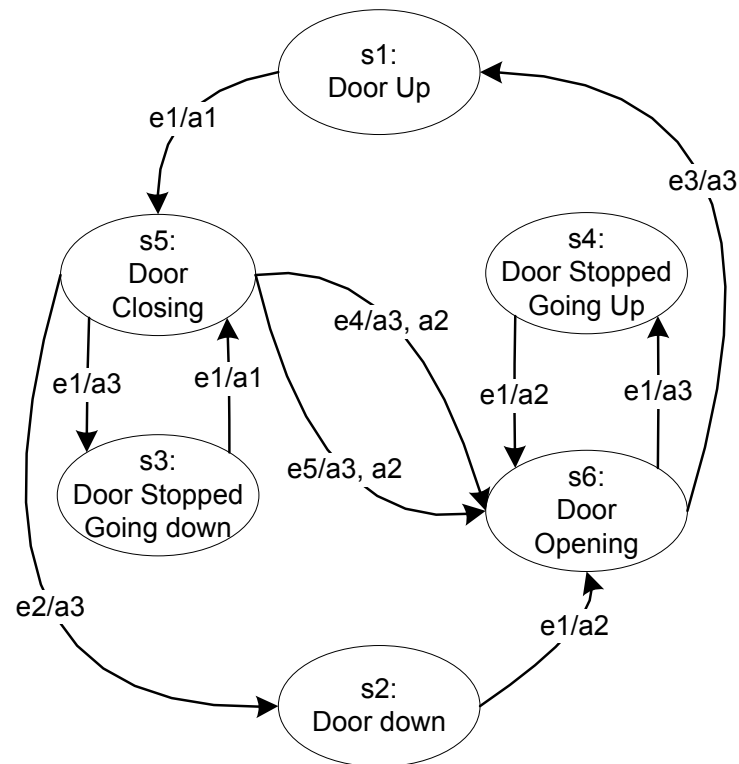 s1:
Door Up
e1/a1
e3/a3
s5:
Door
Closing
s4:
Door Stopped
Going Up
e4/a3, a2
e1/a3
e1/a1
e1/a2
e1/a3
s3:
Door Stopped
Going down
e5/a3, a2
s6:
Door
Opening
e2/a3
e1/a2
s2:
Door down